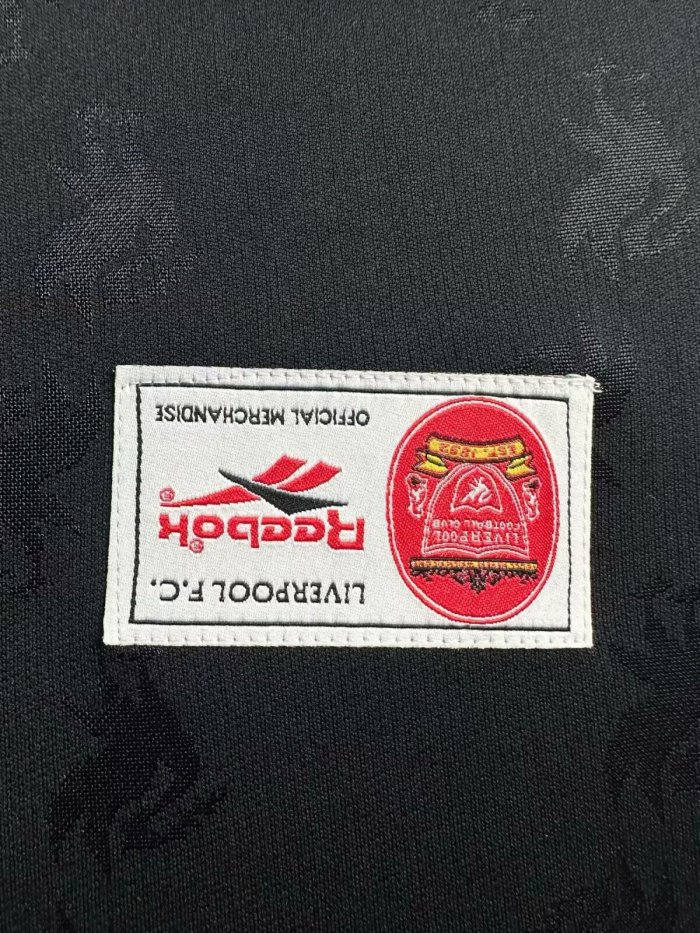 LIVERPOOL F.C.
Reebok®
®
OFFICIAL MERCHANDISE
LIVERPOOL
FOOTBALL CLUB
EST. 1892